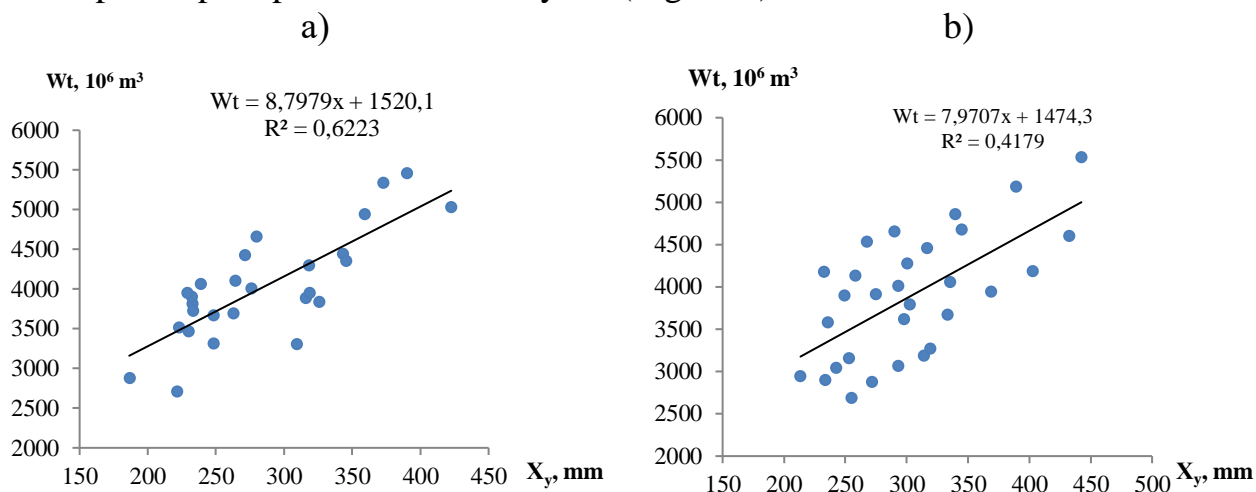 a)
b)
Wt, 10⁶ m³
Wt = 8,7979x + 1520,1
R² = 0,6223
6000
5500
5000
4500
4000
3500
3000
2500
2000
150 200 250 300 350 400 450
X_y, mm
Wt, 10⁶ m³
Wt = 7,9707x + 1474,3
R² = 0,4179
6000
5500
5000
4500
4000
3500
3000
2500
2000
150 200 250 300 350 400 450 500
X_y, mm